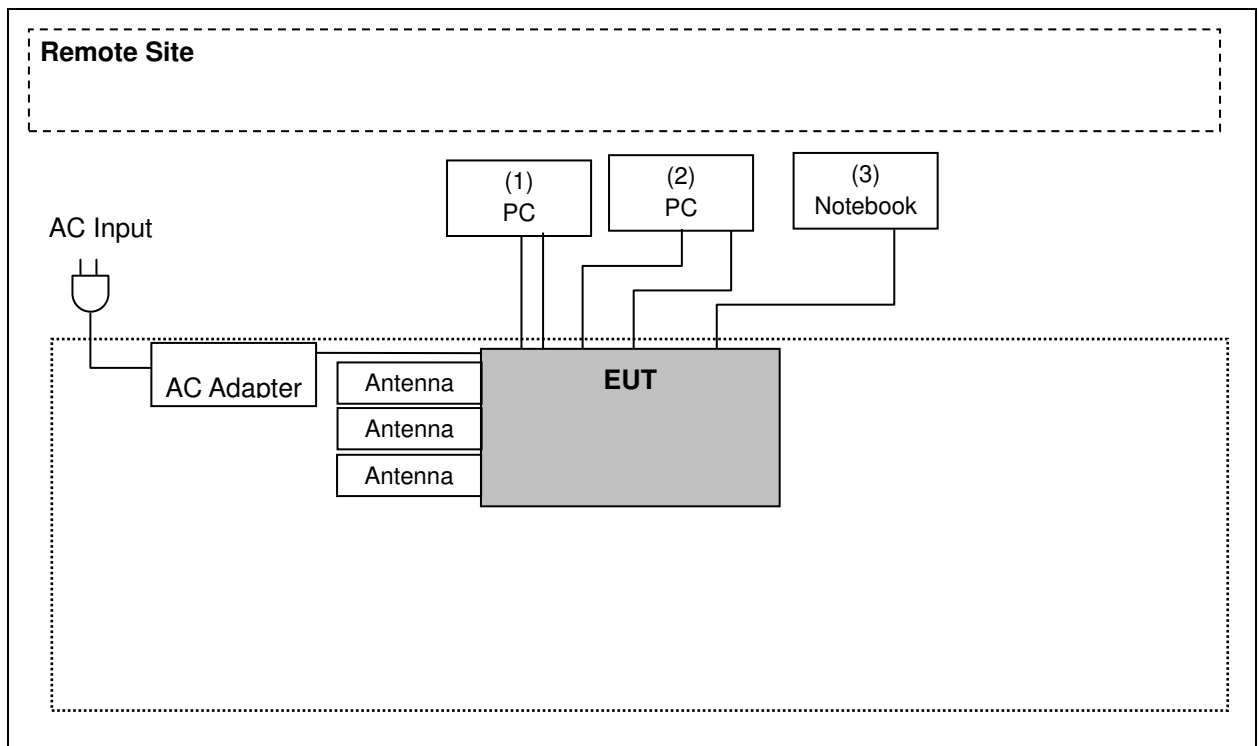 Remote Site
(1)
PC
(2)
PC
(3)
Notebook
AC Input
AC Adapter
Antenna
EUT
Antenna
Antenna